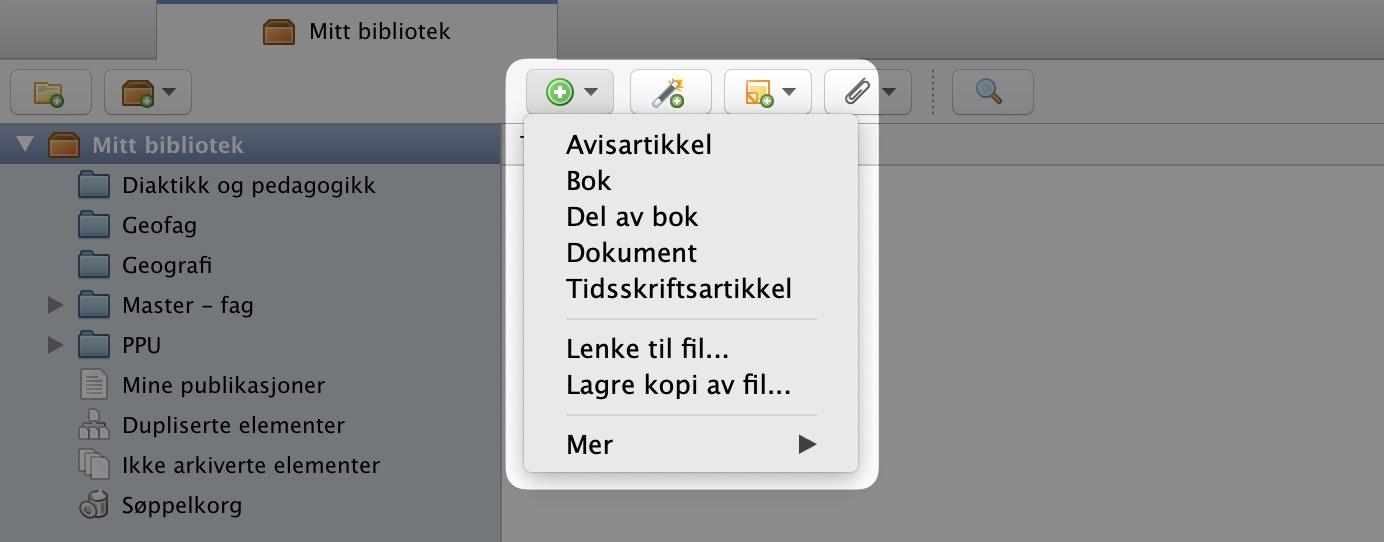 Mitt bibliotek
Mitt bibliotek
Diaktikk og pedagogikk
Geofag
Geografi
Master – fag
PPU
Mine publikasjoner
Dupliserte elementer
Ikke arkiverte elementer
Søppelkorg
Avisartikkel
Bok
Del av bok
Dokument
Tidsskriftsartikkel
Lenke til fil...
Lagre kopi av fil...
Mer